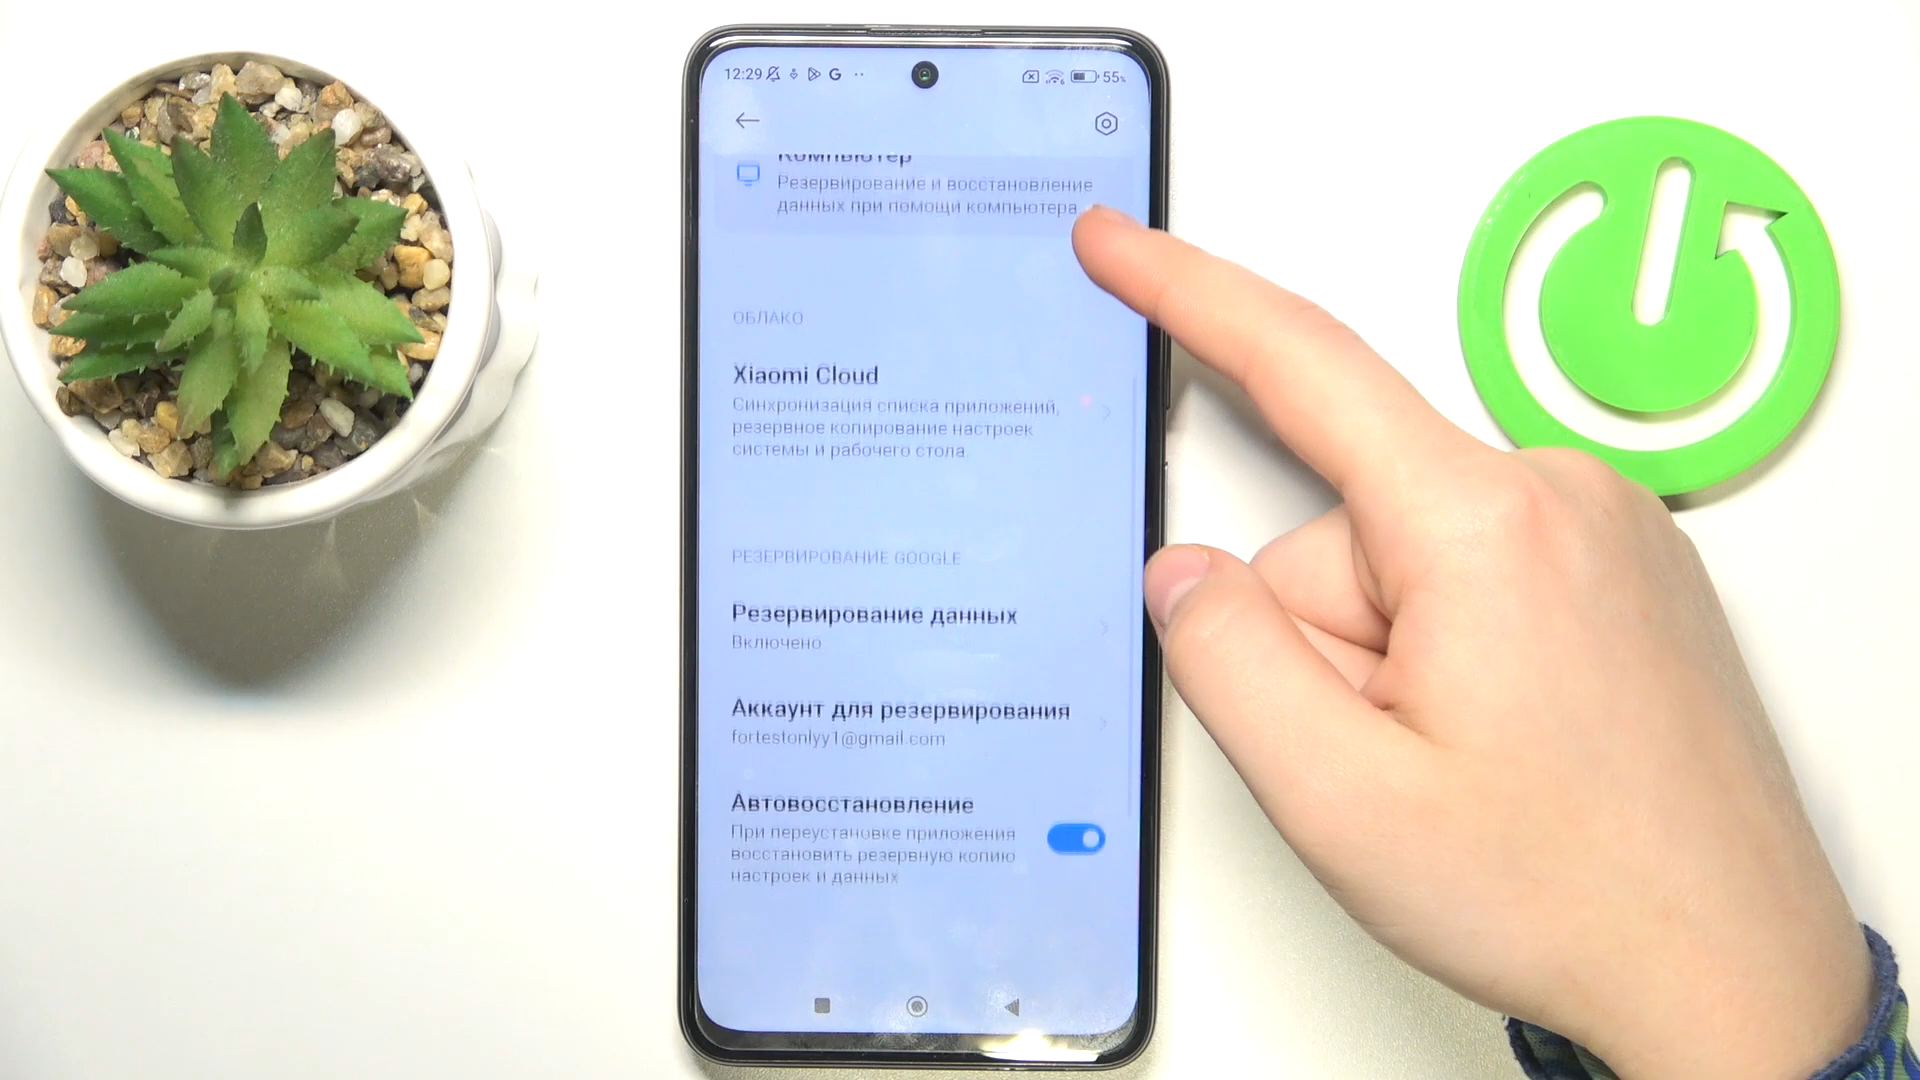 12:29
G
55%
Компьютер
Резервирование и восстановление
данных при помощи компьютера.
ОБЛАКО
Xiaomi Cloud
Синхронизация списка приложений,
резервное копирование настроек
системы и рабочего стола.
РЕЗЕРВИРОВАНИЕ GOOGLE
Резервирование данных
Включено
Аккаунт для резервирования
fortestonlyy1@gmail.com
Автовосстановление
При переустановке приложения
восстановить резервную копию
настроек и данных